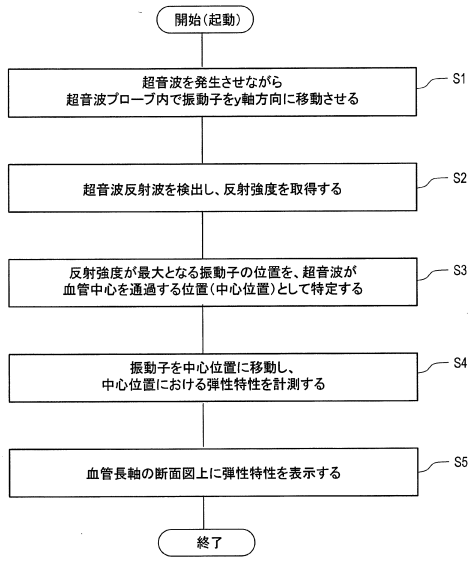 開始(起動)
超音波を発生させながら
超音波プローブ内で振動子をy軸方向に移動させる
S1
超音波反射波を検出し、反射強度を取得する
S2
反射強度が最大となる振動子の位置を、超音波が
血管中心を通過する位置(中心位置)として特定する
S3
振動子を中心位置に移動し、
中心位置における弾性特性を計測する
S4
血管長軸の断面図上に弾性特性を表示する
S5
終了